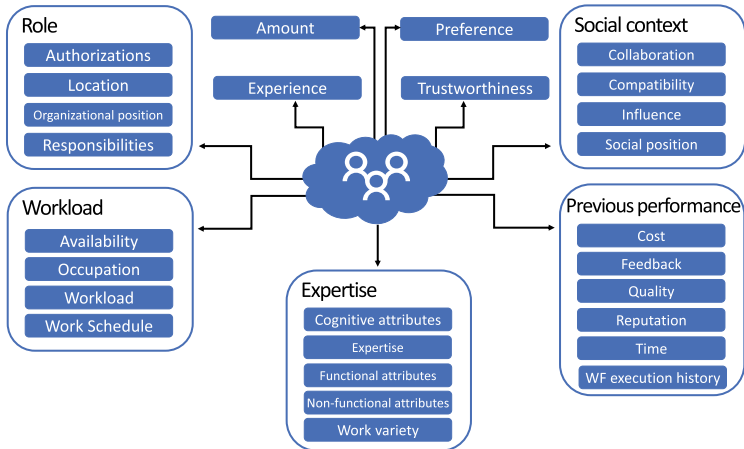 Role
Authorizations
Location
Organizational position
Responsibilities
Amount
Preference
Experience
Trustworthiness
Social context
Collaboration
Compatibility
Influence
Social position
Workload
Availability
Occupation
Workload
Work Schedule
Expertise
Cognitive attributes
Expertise
Functional attributes
Non-functional attributes
Work variety
Previous performance
Cost
Feedback
Quality
Reputation
Time
WF execution history